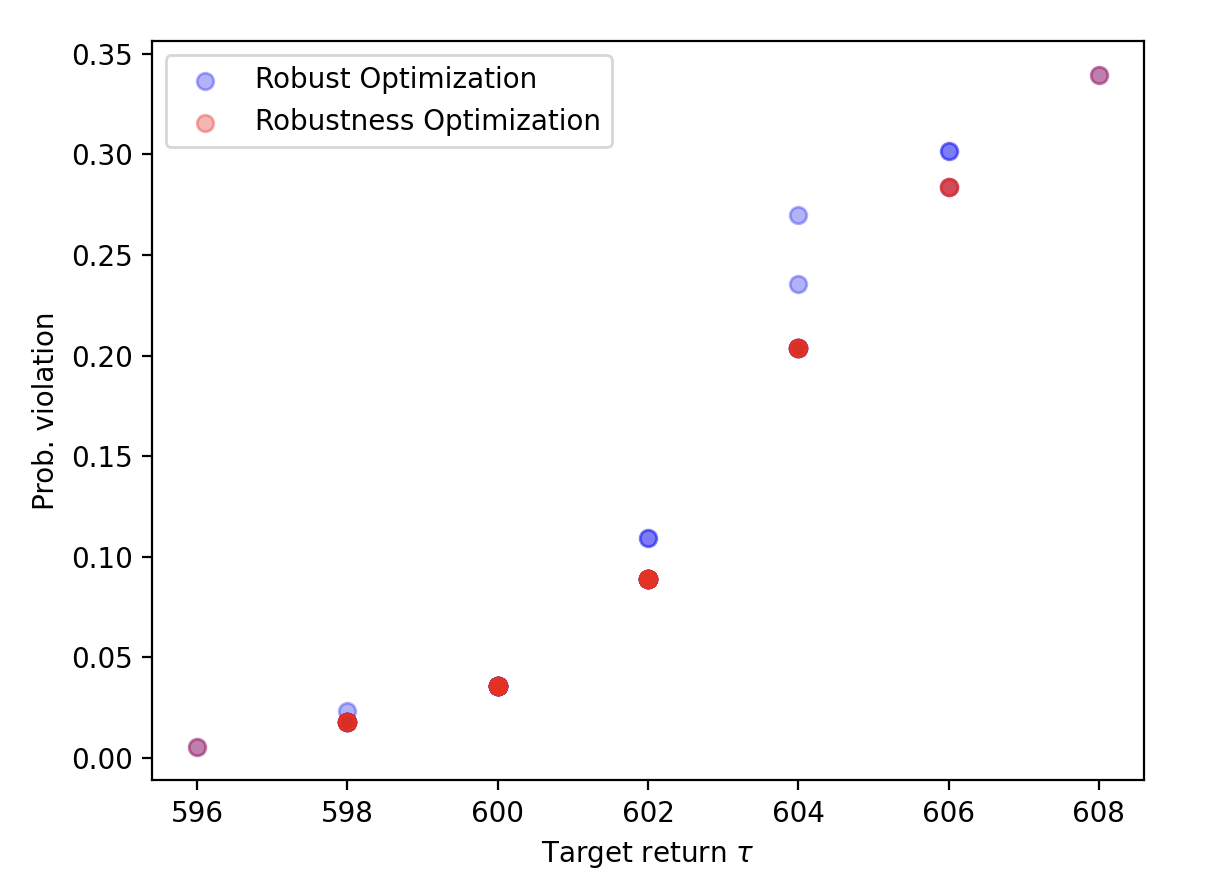 Robust Optimization
Robustness Optimization
0.35
0.30
0.25
0.20
0.15
0.10
0.05
0.00
Prob. violation
596 598 600 602 604 606 608
Target return τ